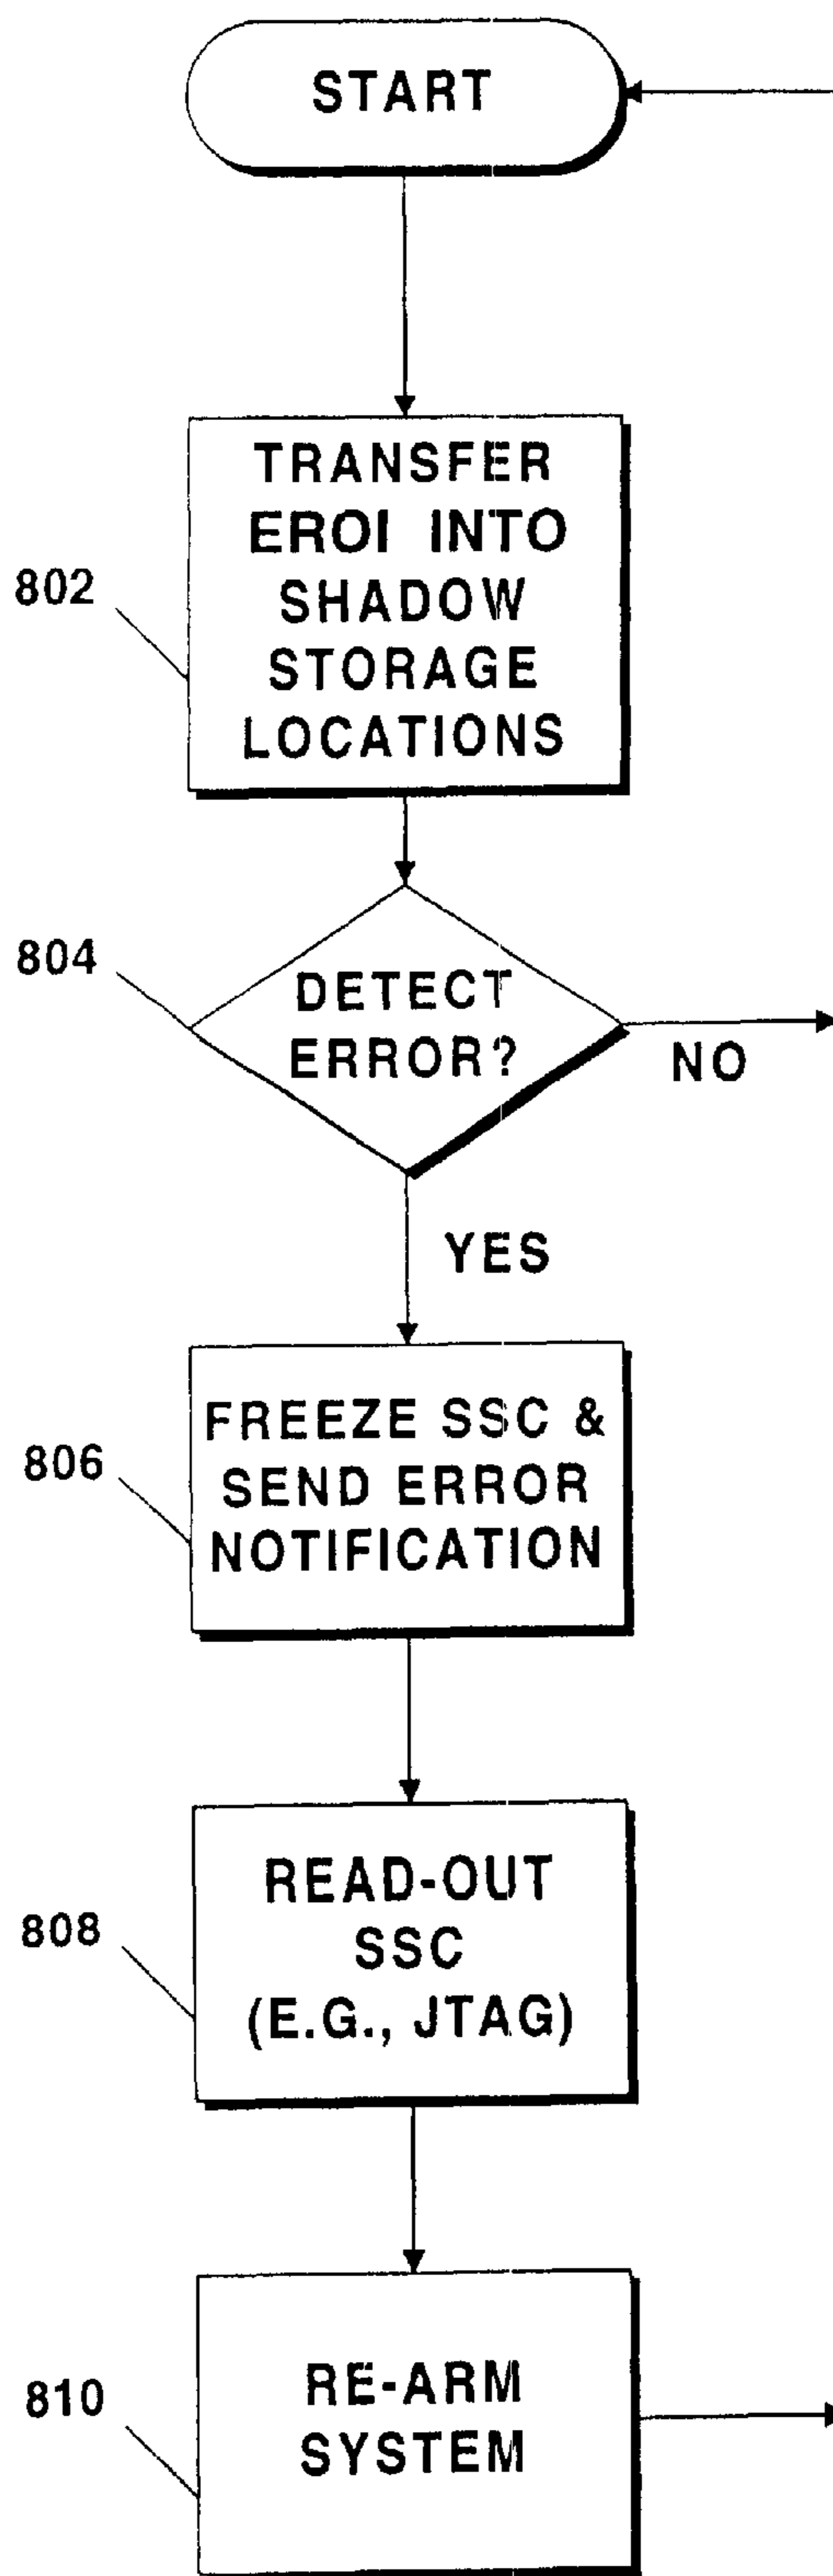 START
802
TRANSFER
EROI INTO
SHADOW
STORAGE
LOCATIONS
804
DETECT
ERROR?
NO
YES
806
FREEZE SSC &
SEND ERROR
NOTIFICATION
808
READ-OUT
SSC
(E.G., JTAG)
810
RE-ARM
SYSTEM